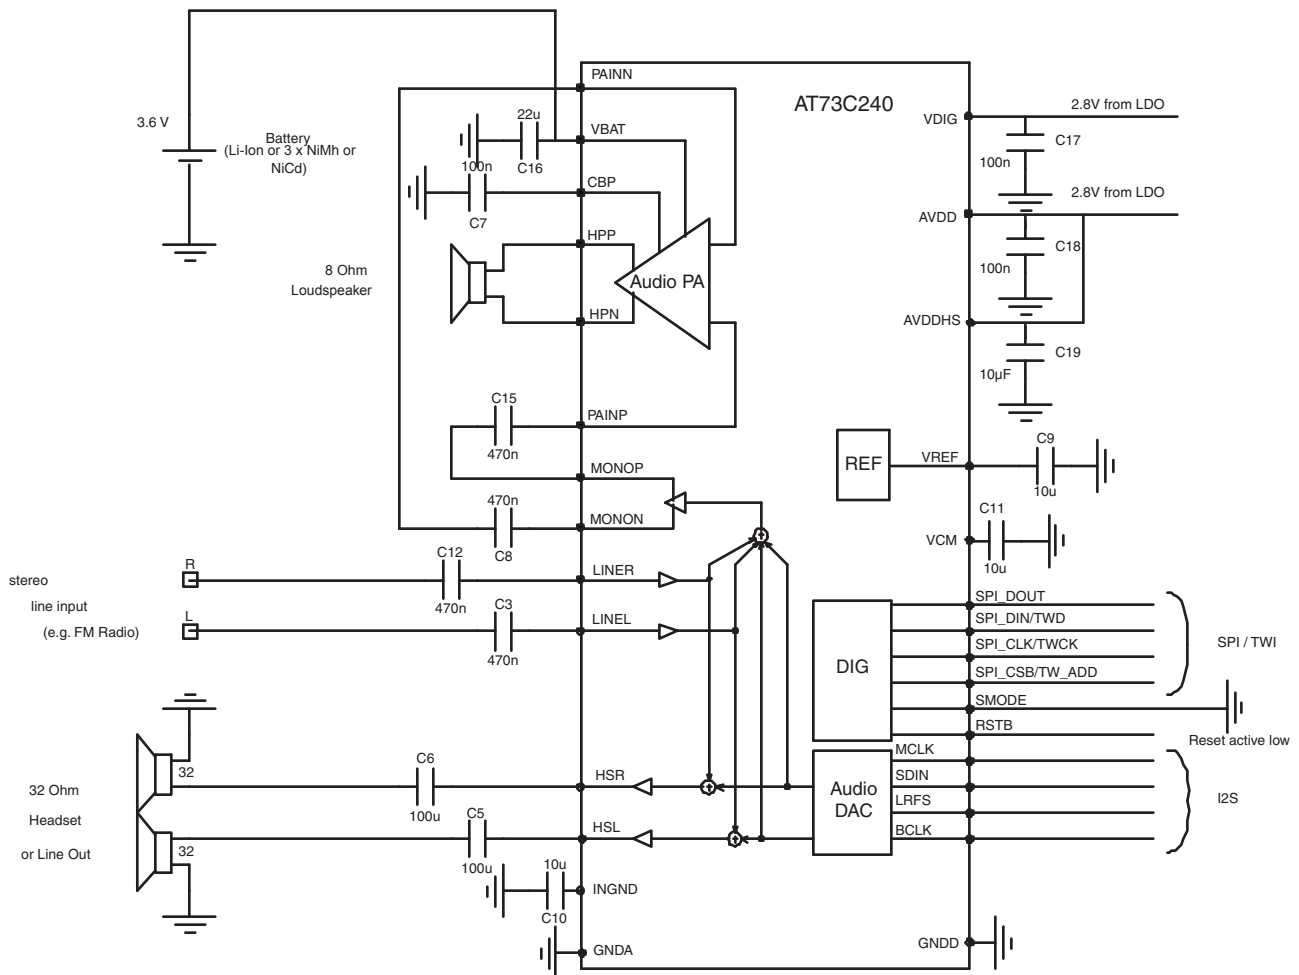 PAINN
AT73C240
VDIG
2.8V from LDO
3.6 V
Battery
(Li-Ion or 3 x NiMh or
NiCd)
22u
VBAT
C16
C17
100n
100n
CBP
C7
2.8V from LDO
AVDD
HPP
C18
100n
8 Ohm
Loudspeaker
Audio PA
HPN
AVDDHS
C19
10µF
C15
PAINP
470n
MONOP
REF
VREF
C9
10u
470n
MONON
C8
C11
VCM
10u
R
C12
LINER
470n
stereo
line input
(e.g. FM Radio)
L
C3
LINEL
470n
DIG
SPI_DOUT
SPI_DIN/TWD
SPI_CLK/TWCK
SPI_CSB/TW_ADD
SPI / TWI
SMODE
RSTB
Reset active low
32 Ohm
Headset
or Line Out
32
32
C6
HSR
100u
C5
HSL
100u
Audio
DAC
MCLK
SDIN
LRFS
BCLK
I2S
10u
INGND
C10
GNDA
GNDD